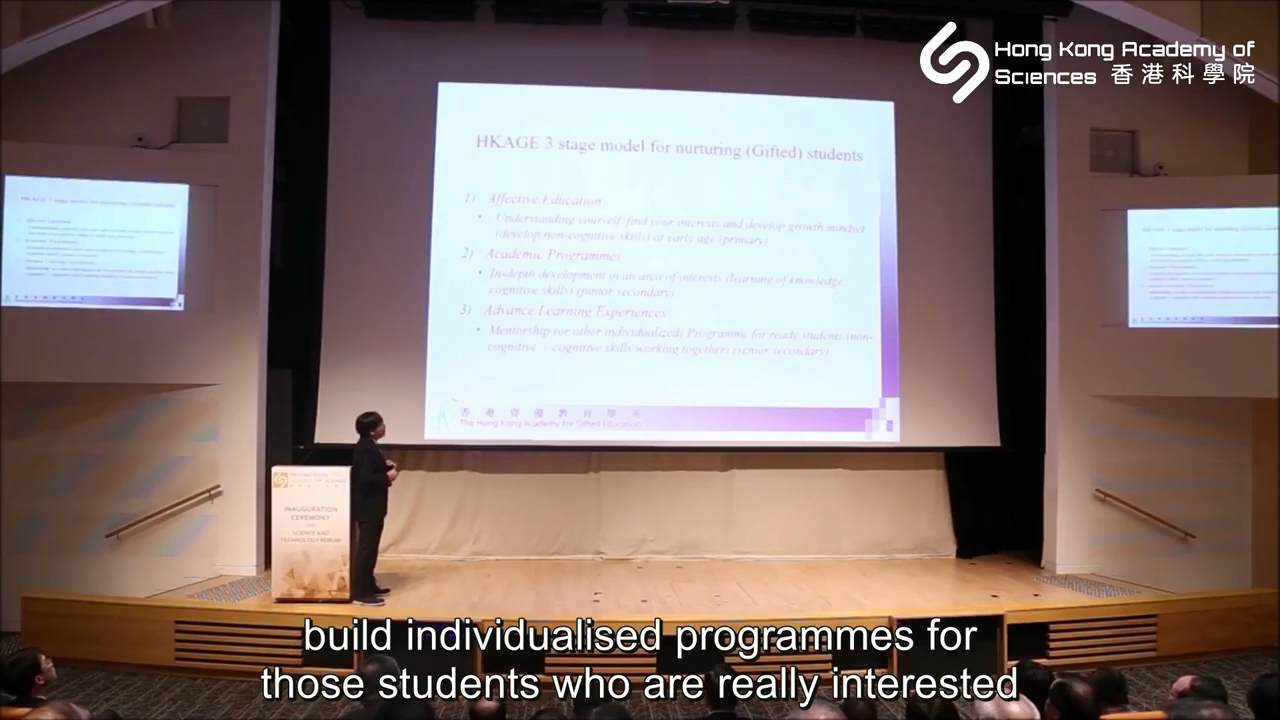 Hong Kong Academy of
Sciences 香港科學院
HKAGE 3 stage model for nurturing (Gifted) students
1) Affective Education
• Understanding yourself, find your interests and develop growth mindset
(develop non-cognitive skills) at early age (primary)
2) Academic Programmes
• In-depth development in an area of interests (learning of knowledge,
cognitive skills) (junior secondary)
3) Advance Learning Experiences
• Mentorship (or other individualized) Programme for ready students (non-
cognitive cognitive skills working together) (senior secondary)
香港資優教育學苑
The Hong Kong Academy for Gifted Education
INAUGURATION
CEREMONY
SCIENCE AND
TECHNOLOGY FORUM
build individualised programmes for
those students who are really interested